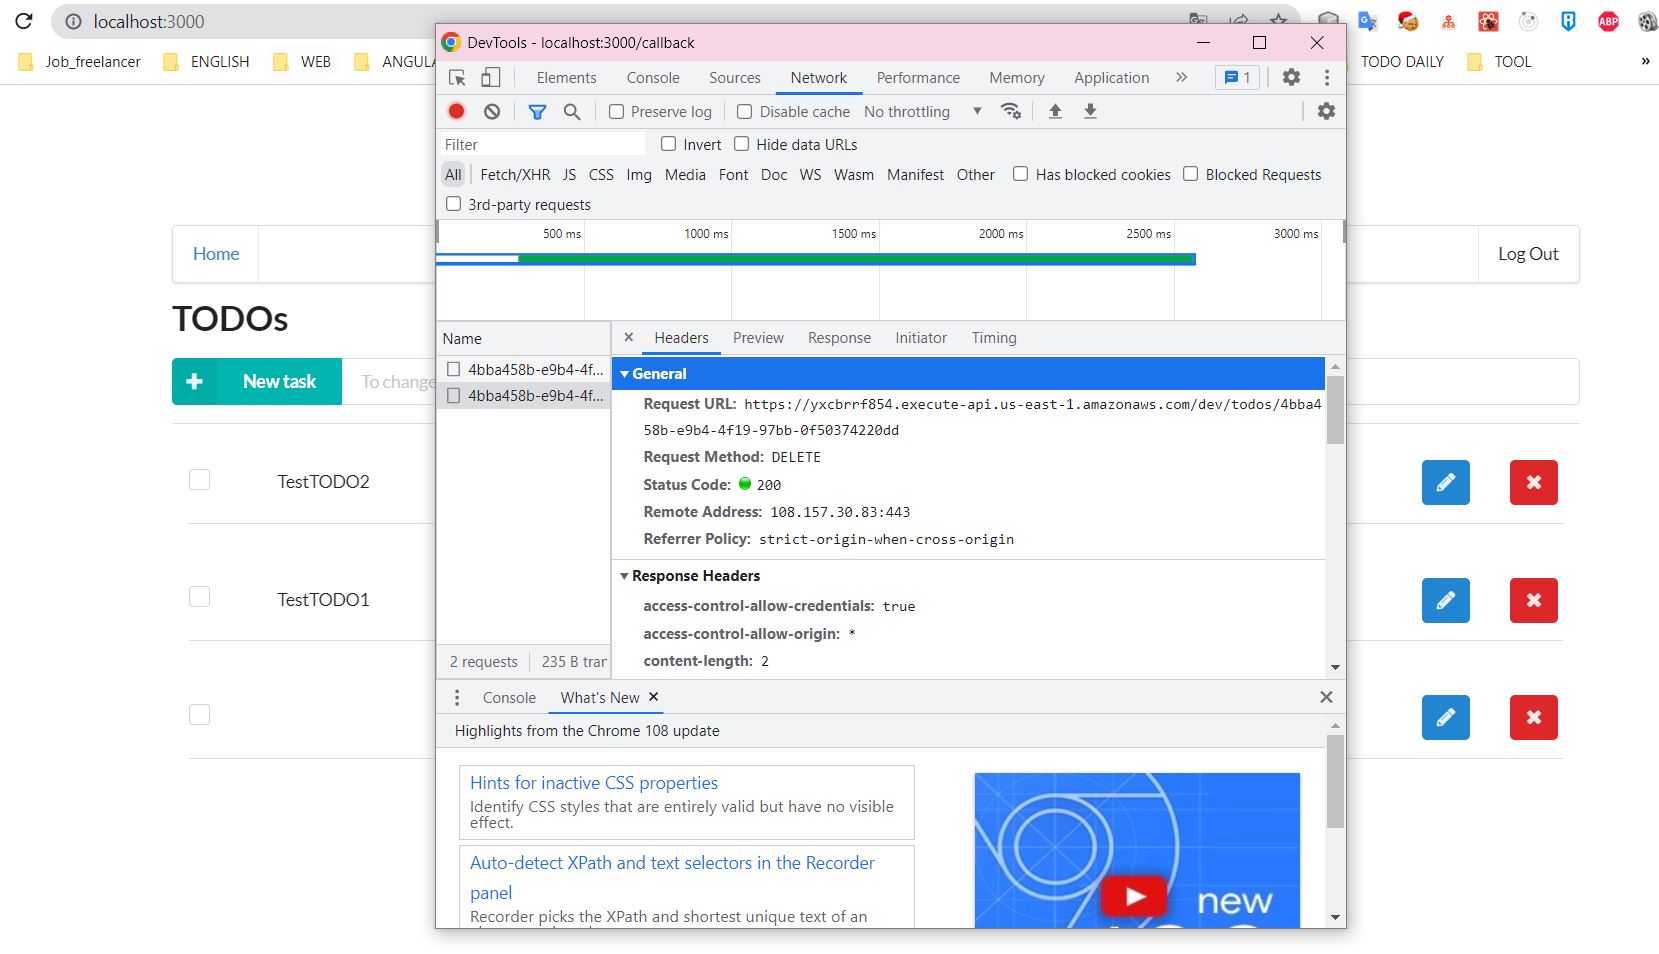 localhost:3000
Job_freelancer
ENGLISH
WEB
ANGULA
TODO DAILY
TOOL
»
DevTools - localhost:3000/callback
Elements
Console
Sources
Network
Performance
Memory
Application
»
1
Preserve log
Disable cache
No throttling
Filter
Invert
Hide data URLs
All
Fetch/XHR
JS
CSS
Img
Media
Font
Doc
WS
Wasm
Manifest
Other
Has blocked cookies
Blocked Requests
3rd-party requests
500 ms
1000 ms
1500 ms
2000 ms
2500 ms
3000 ms
Home
Log Out
TODOs
New task
To change
TestTODO2
TestTODO1
Name
4bba458b-e9b4-4f...
4bba458b-e9b4-4f...
2 requests
235 B tran
Headers
Preview
Response
Initiator
Timing
General
Request URL: https://yxcbrrf854.execute-api.us-east-1.amazonaws.com/dev/todos/4bba4
58b-e9b4-4f19-97bb-0f50374220dd
Request Method: DELETE
Status Code: 200
Remote Address: 108.157.30.83:443
Referrer Policy: strict-origin-when-cross-origin
Response Headers
access-control-allow-credentials: true
access-control-allow-origin: *
content-length: 2
Console
What's New
Highlights from the Chrome 108 update
Hints for inactive CSS properties
Identify CSS styles that are entirely valid but have no visible
effect.
Auto-detect XPath and text selectors in the Recorder
panel
Recorder picks the XPath and shortest unique text of an
new
ABP